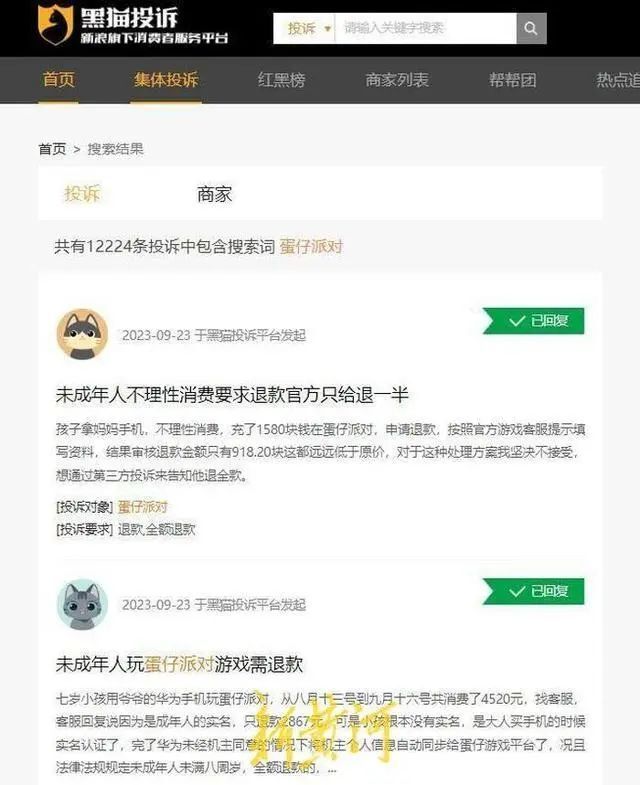 黑猫投诉
新浪旗下消费者服务平台
投诉 请输入关键字搜索
首页 集体投诉 红黑榜 商家列表 帮帮团 热点追
首页 > 搜索结果
投诉 商家
共有12224条投诉中包含搜索词 蛋仔派对
2023-09-23 于黑猫投诉平台发起 已回复
未成年人不理性消费要求退款官方只给退一半
孩子拿妈妈手机，不理性消费，充了1580块钱在蛋仔派对，申请退款，按照官方游戏客服提示填
写资料，结果审核退款金额只有918.20块这都远远低于原价，对于这种处理方案我坚决不接受，
想通过第三方投诉来告知他退全款。
[投诉对象] 蛋仔派对
[投诉要求] 退款,全额退款
2023-09-23 于黑猫投诉平台发起 已回复
未成年人玩蛋仔派对游戏需退款
七岁小孩用爷爷的华为手机玩蛋仔派对，从八月十三号到九月十六号共消费了4520元，找客服，
客服回复说因为是成年人的实名，只退款2867元，可是小孩根本没有实名，是大人买手机的时候
实名认证了，完了华为未经机主同意的情况下将机主个人信息自动同步给蛋仔游戏平台了，况且
法律法规规定未成年人未满八周岁，全额退款的，...
新黄河